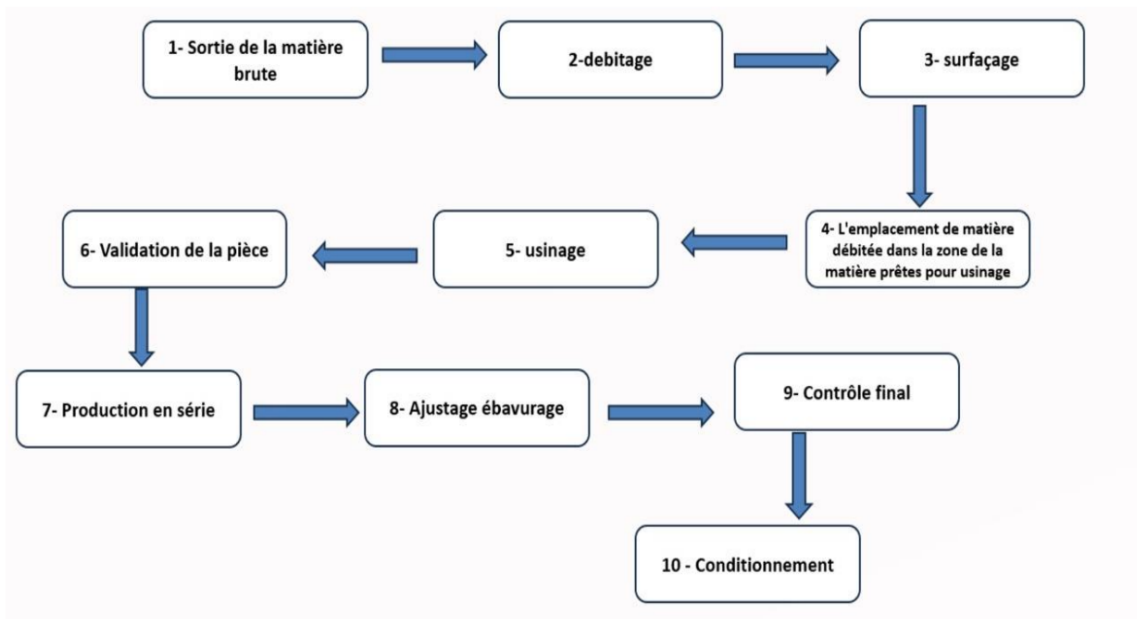 1- Sortie de la matière
brute
2-debitage
3- surfaçage
4- L'emplacement de matière
débitée dans la zone de la
matière prêtes pour usinage
5- usinage
6- Validation de la pièce
7- Production en série
8- Ajustage ébavurage
9- Contrôle final
10 - Conditionnement